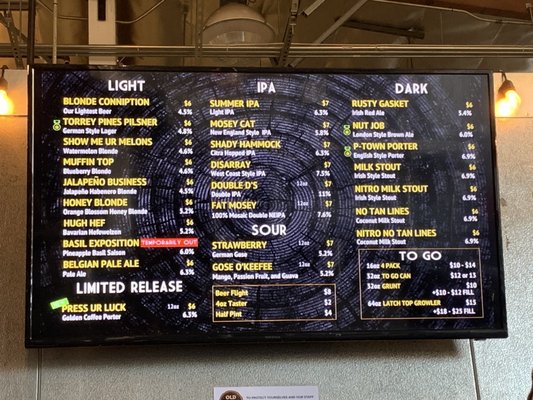 LIGHT
BLONDE CONNIPTION $6
Our Lightest Beer 4.5%
TORREY PINES PILSNER $6
German Style Lager 4.8%
SHOW ME UR MELONS $6
Watermelon Blonde 4.6%
MUFFIN TOP $6
Blueberry Blonde 4.6%
JALAPEÑO BUSINESS $6
Jalapeño Habenero Blonde 4.5%
HONEY BLONDE $6
Orange Blossom Honey Blonde 5.2%
HUGH HEF $6
Bavarian Hefeweizen 5.2%
BASIL EXPOSITION TEMPORARILY OUT $6
Pineapple Basil Saison 6.0%
BELGIAN PALE ALE $6
Pale Ale 6.3%
LIMITED RELEASE
PRESS UR LUCK 12oz $6
Golden Coffee Porter 6.3%
IPA
SUMMER IPA $7
Light IPA 6.3%
MOSEY CAT $7
New England Style IPA 5.8%
SHADY HAMMOCK $7
Citra Hopped IPA 6.3%
DISARRAY $7
West Coast Style IPA 7.5%
DOUBLE D'S 12oz $7
Double IPA 11%
FAT MOSEY 12oz $7
100% Mosaic Double NEIPA 7.6%
SOUR
STRAWBERRY 12oz $7
German Gose 5.2%
GOSE O'KEEFEE 12oz $7
Mango, Passion Fruit, and Guava 5.2%
Beer Flight $8
4oz Taster $2
Half Pint $4
DARK
RUSTY GASKET $6
Irish Red Ale 5.4%
NUT JOB $6
London Style Brown Ale 6.0%
P-TOWN PORTER $6
English Style Porter 6.9%
MILK STOUT $6
Irish Style Stout 6.9%
NITRO MILK STOUT $6
Irish Style Stout 6.9%
NO TAN LINES $6
Coconut Milk Stout 6.9%
NITRO NO TAN LINES $6
Coconut Milk Stout 6.9%
TO GO
16oz 4 PACK $10 - $14
32oz TO GO CAN $12 or 13
32oz GRUNT $10
+$10 - $12 FILL
64oz LATCH TOP GROWLER $15
+$18 - $25 FILL
OLD
TO PROTECT YOURSELVES AND OUR STAFF